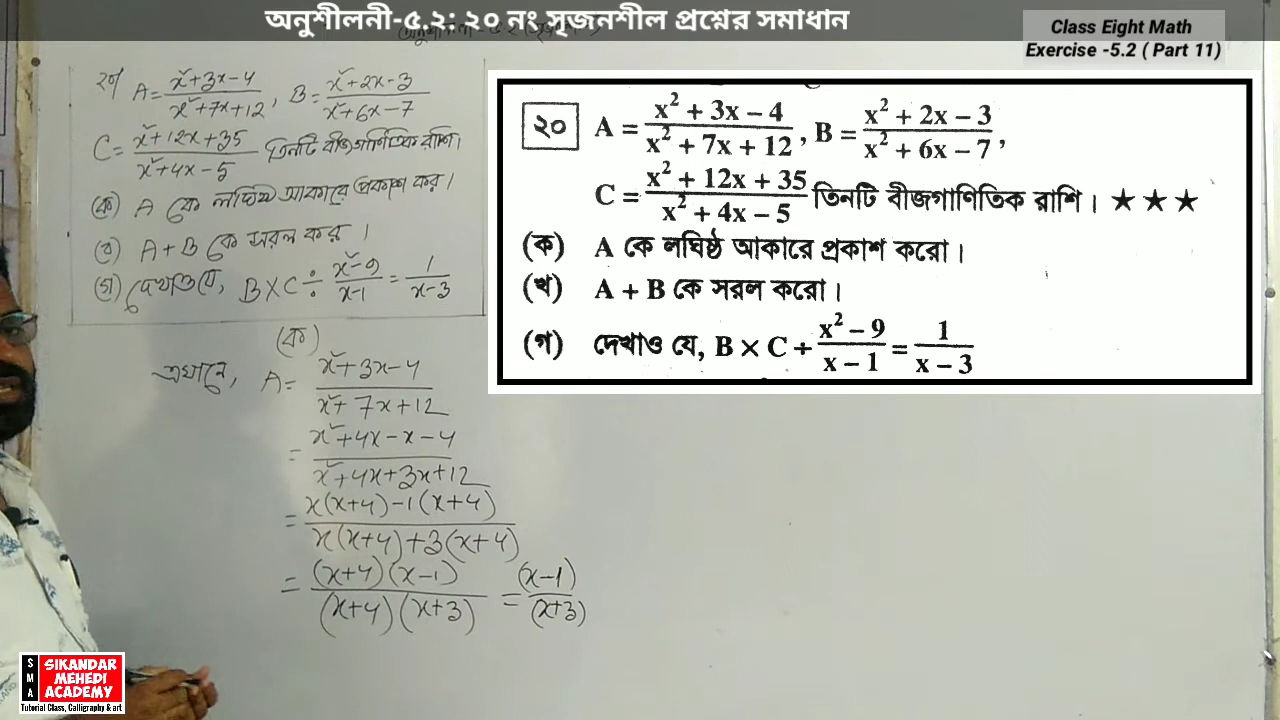 অনুশীলনী-৫.২: ২০ নং সৃজনশীল প্রশ্নের সমাধান
Class Eight Math
Exercise -5.2 ( Part 11)
২০
A = (x² + 3x – 4)/(x² + 7x + 12), B = (x² + 2x – 3)/(x² + 6x – 7),
C = (x² + 12x + 35)/(x² + 4x – 5) তিনটি বীজগাণিতিক রাশি। ★ ★ ★
(ক) A কে লঘিষ্ঠ আকারে প্রকাশ করো।
(খ) A + B কে সরল করো।
(গ) দেখাও যে, B × C + (x² – 9)/(x – 1) = 1/(x – 3)
২০। A = (x²+3x-4)/(x²+7x+12), B = (x²+2x-3)/(x²+6x-7)
C = (x²+12x+35)/(x²+4x-5) তিনটি বীজগাণিতিক রাশি।
(ক) A কে লঘিষ্ঠ আকারে প্রকাশ কর।
(খ) A+B কে সরল কর।
(গ) দেখাও যে, B×C ÷ (x²-9)/(x-1) = 1/(x-3)
(ক)
এখানে, A = (x²+3x-4)/(x²+7x+12)
= (x²+4x-x-4)/(x²+4x+3x+12)
= (x(x+4)-1(x+4))/(x(x+4)+3(x+4))
= ((x+4)(x-1))/((x+4)(x+3)) = (x-1)/(x+3)
S M A
SIKANDAR
MEHEDI
ACADEMY
Tutorial Class, Calligraphy & art